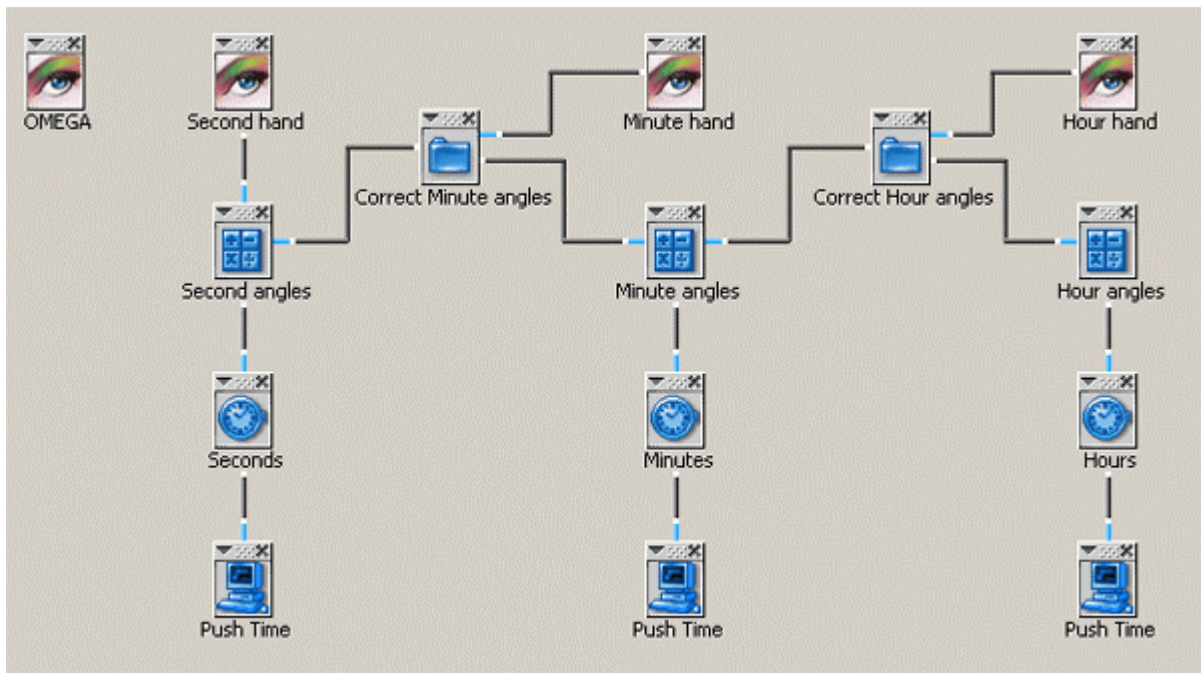 OMEGA
Second hand
Minute hand
Hour hand
Correct Minute angles
Correct Hour angles
Second angles
Minute angles
Hour angles
Seconds
Minutes
Hours
Push Time
Push Time
Push Time